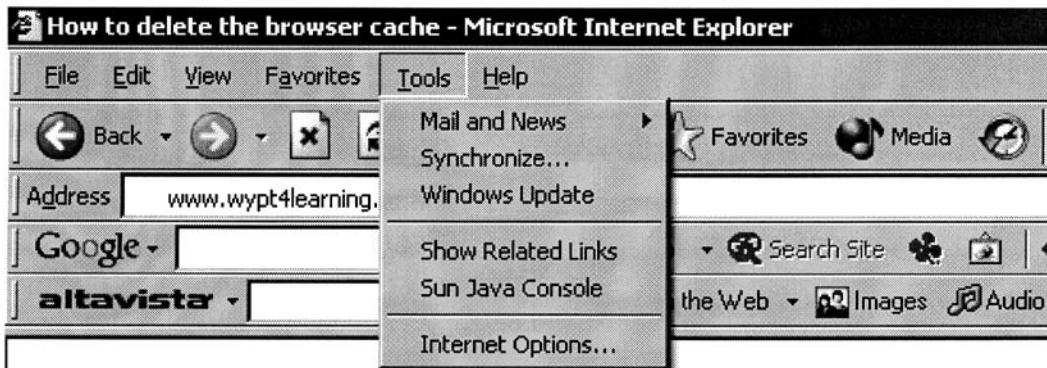 How to delete the browser cache - Microsoft Internet Explorer
File Edit View Favorites Tools Help
Back Favorites Media
Mail and News
Synchronize...
Windows Update
Address www.wypt4learning.
Google Search Site
Show Related Links
Sun Java Console
altavista the Web Images Audio
Internet Options...